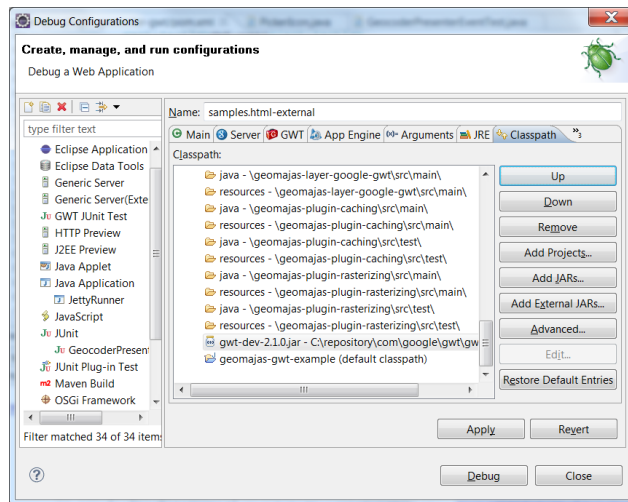 Debug Configurations
Create, manage, and run configurations
Debug a Web Application
type filter text
Eclipse Application
Eclipse Data Tools
Generic Server
Generic Server(Exte
Ju GWT JUnit Test
HTTP Preview
J2EE Preview
Java Applet
Java Application
JettyRunner
JavaScript
Ju JUnit
Ju GeocoderPresen
JUnit Plug-in Test
m2 Maven Build
OSGi Framework
Filter matched 34 of 34 item
Name: samples.html-external
Main Server GWT App Engine (x)= Arguments JRE Classpath »3
Classpath:
java - \geomajas-layer-google-gwt\src\main\
resources - \geomajas-layer-google-gwt\src\main\
java - \geomajas-plugin-caching\src\main\
resources - \geomajas-plugin-caching\src\main\
java - \geomajas-plugin-caching\src\test\
resources - \geomajas-plugin-caching\src\test\
java - \geomajas-plugin-rasterizing\src\main\
resources - \geomajas-plugin-rasterizing\src\main\
java - \geomajas-plugin-rasterizing\src\test\
resources - \geomajas-plugin-rasterizing\src\test\
gwt-dev-2.1.0.jar - C:\repository\com\google\gwt\gw
geomajas-gwt-example (default classpath)
Up
Down
Remove
Add Projects...
Add JARs...
Add External JARs...
Advanced...
Edit...
Restore Default Entries
Apply
Revert
?
Debug
Close